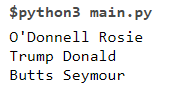 $python3 main.py
O'Donnell Rosie
Trump Donald
Butts Seymour